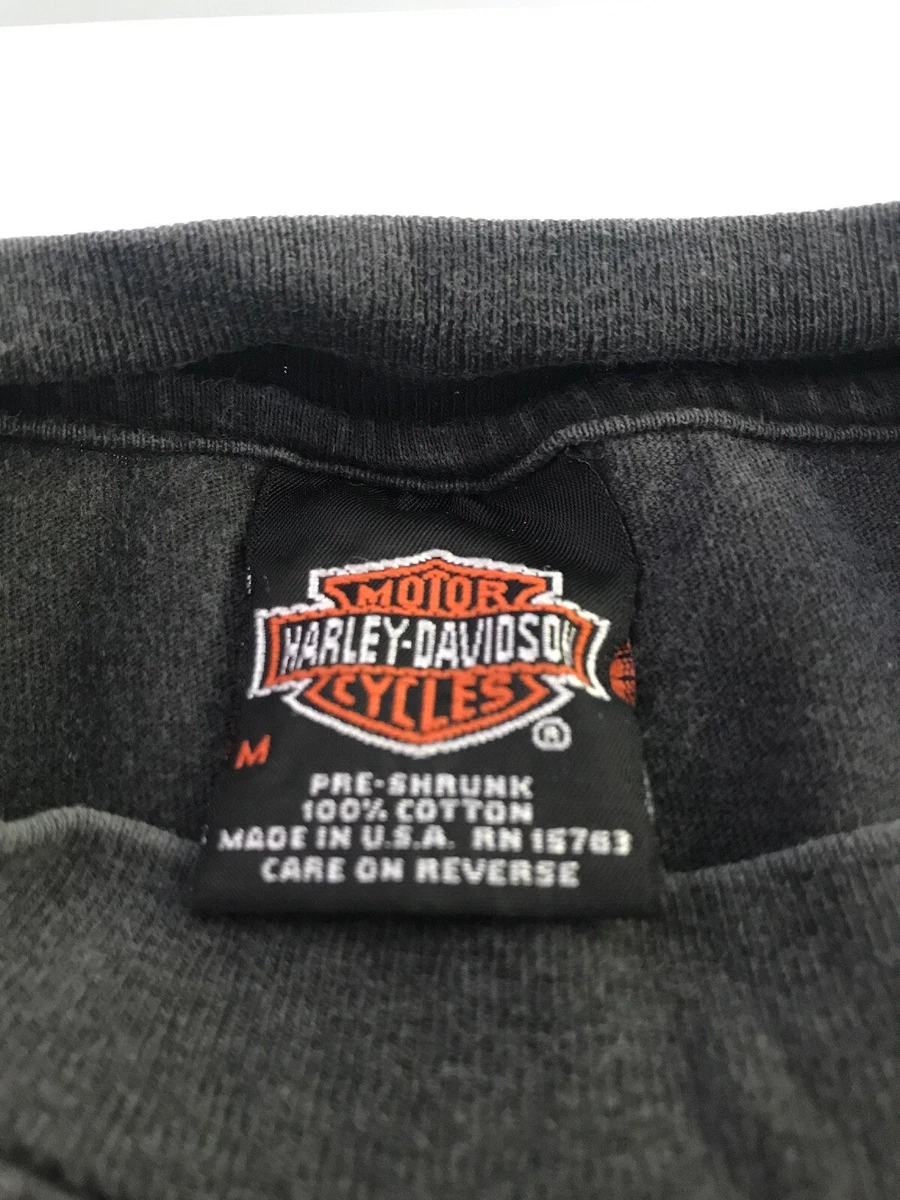 MOTOR
HARLEY-DAVIDSON
CYCLES
®
M
PRE-SHRUNK
100% COTTON
MADE IN U.S.A. RN 15763
CARE ON REVERSE